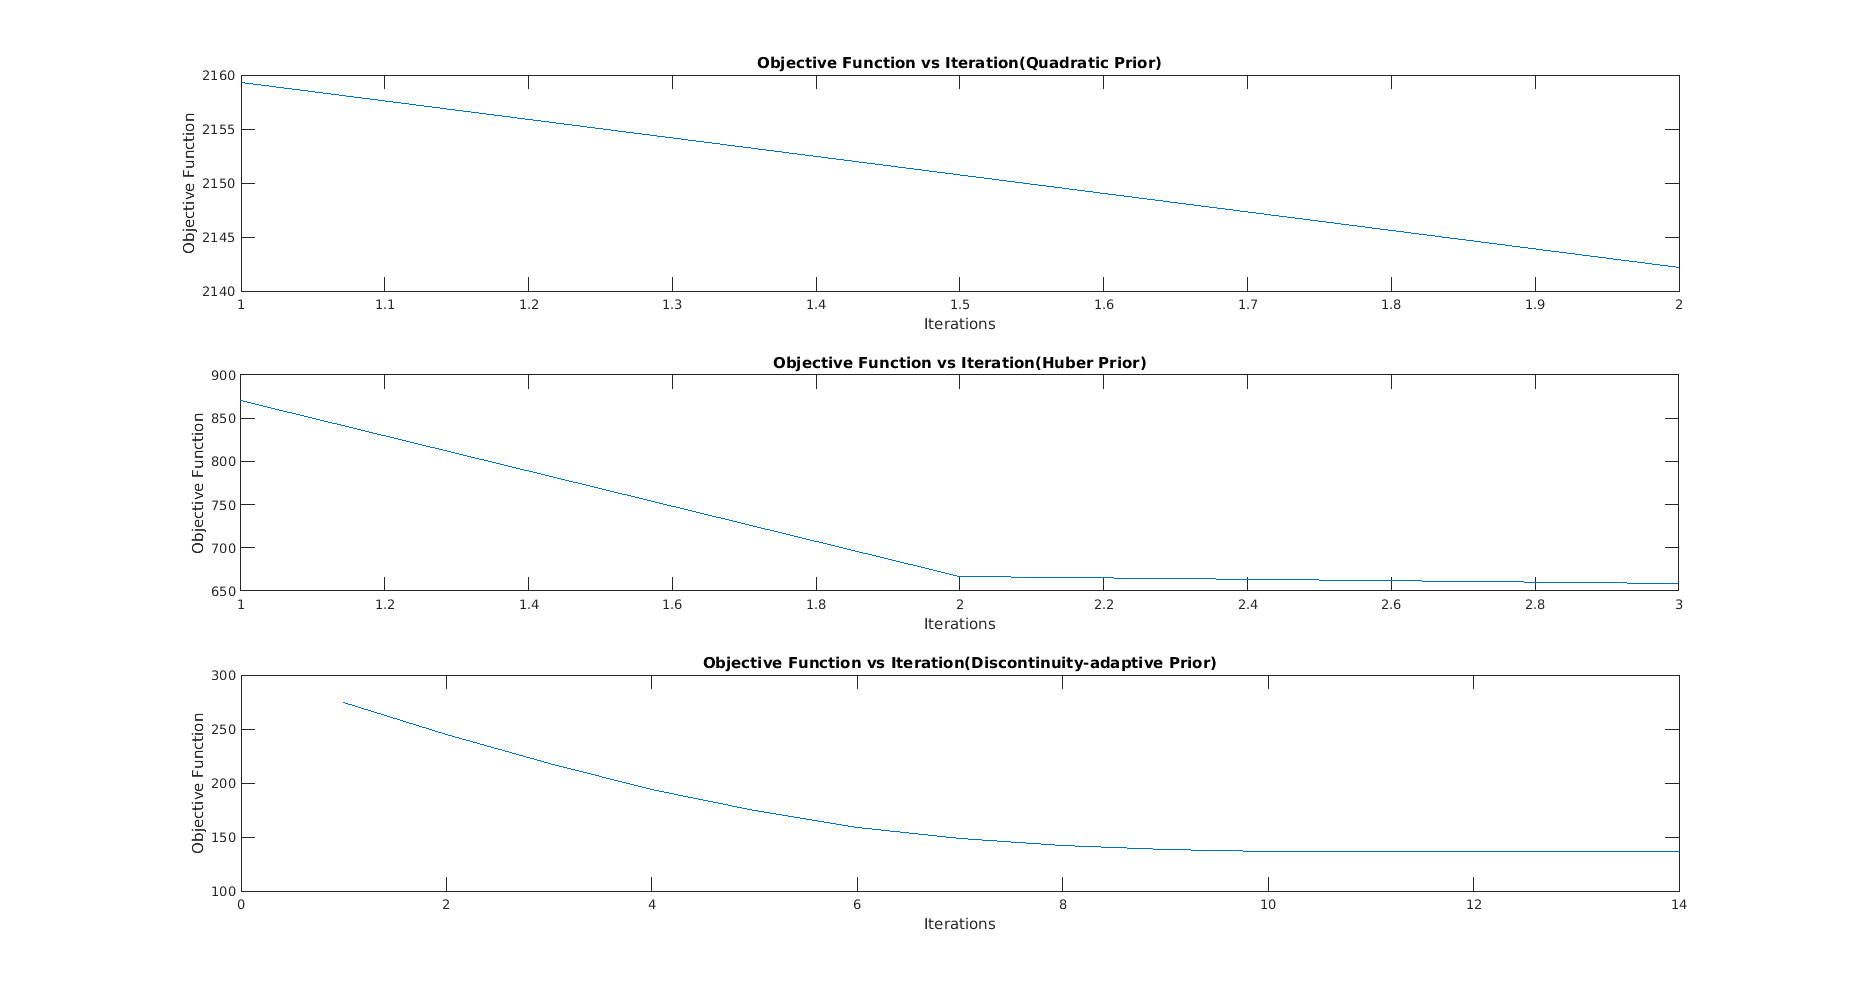 Objective Function vs Iteration(Quadratic Prior)
2160
2155
2150
2145
2140
Objective Function
1 1.1 1.2 1.3 1.4 1.5 1.6 1.7 1.8 1.9 2
Iterations
Objective Function vs Iteration(Huber Prior)
900
850
800
750
700
650
Objective Function
1 1.2 1.4 1.6 1.8 2 2.2 2.4 2.6 2.8 3
Iterations
Objective Function vs Iteration(Discontinuity-adaptive Prior)
300
250
200
150
100
Objective Function
0 2 4 6 8 10 12 14
Iterations